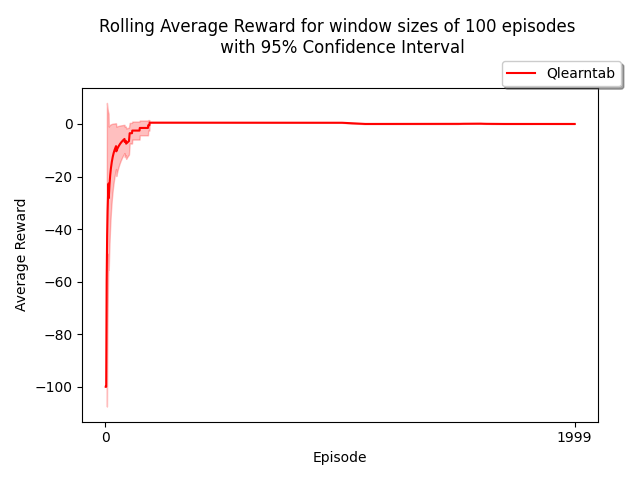 Rolling Average Reward for window sizes of 100 episodes
with 95% Confidence Interval
Qlearntab
Average Reward
0
−20
−40
−60
−80
−100
0
1999
Episode